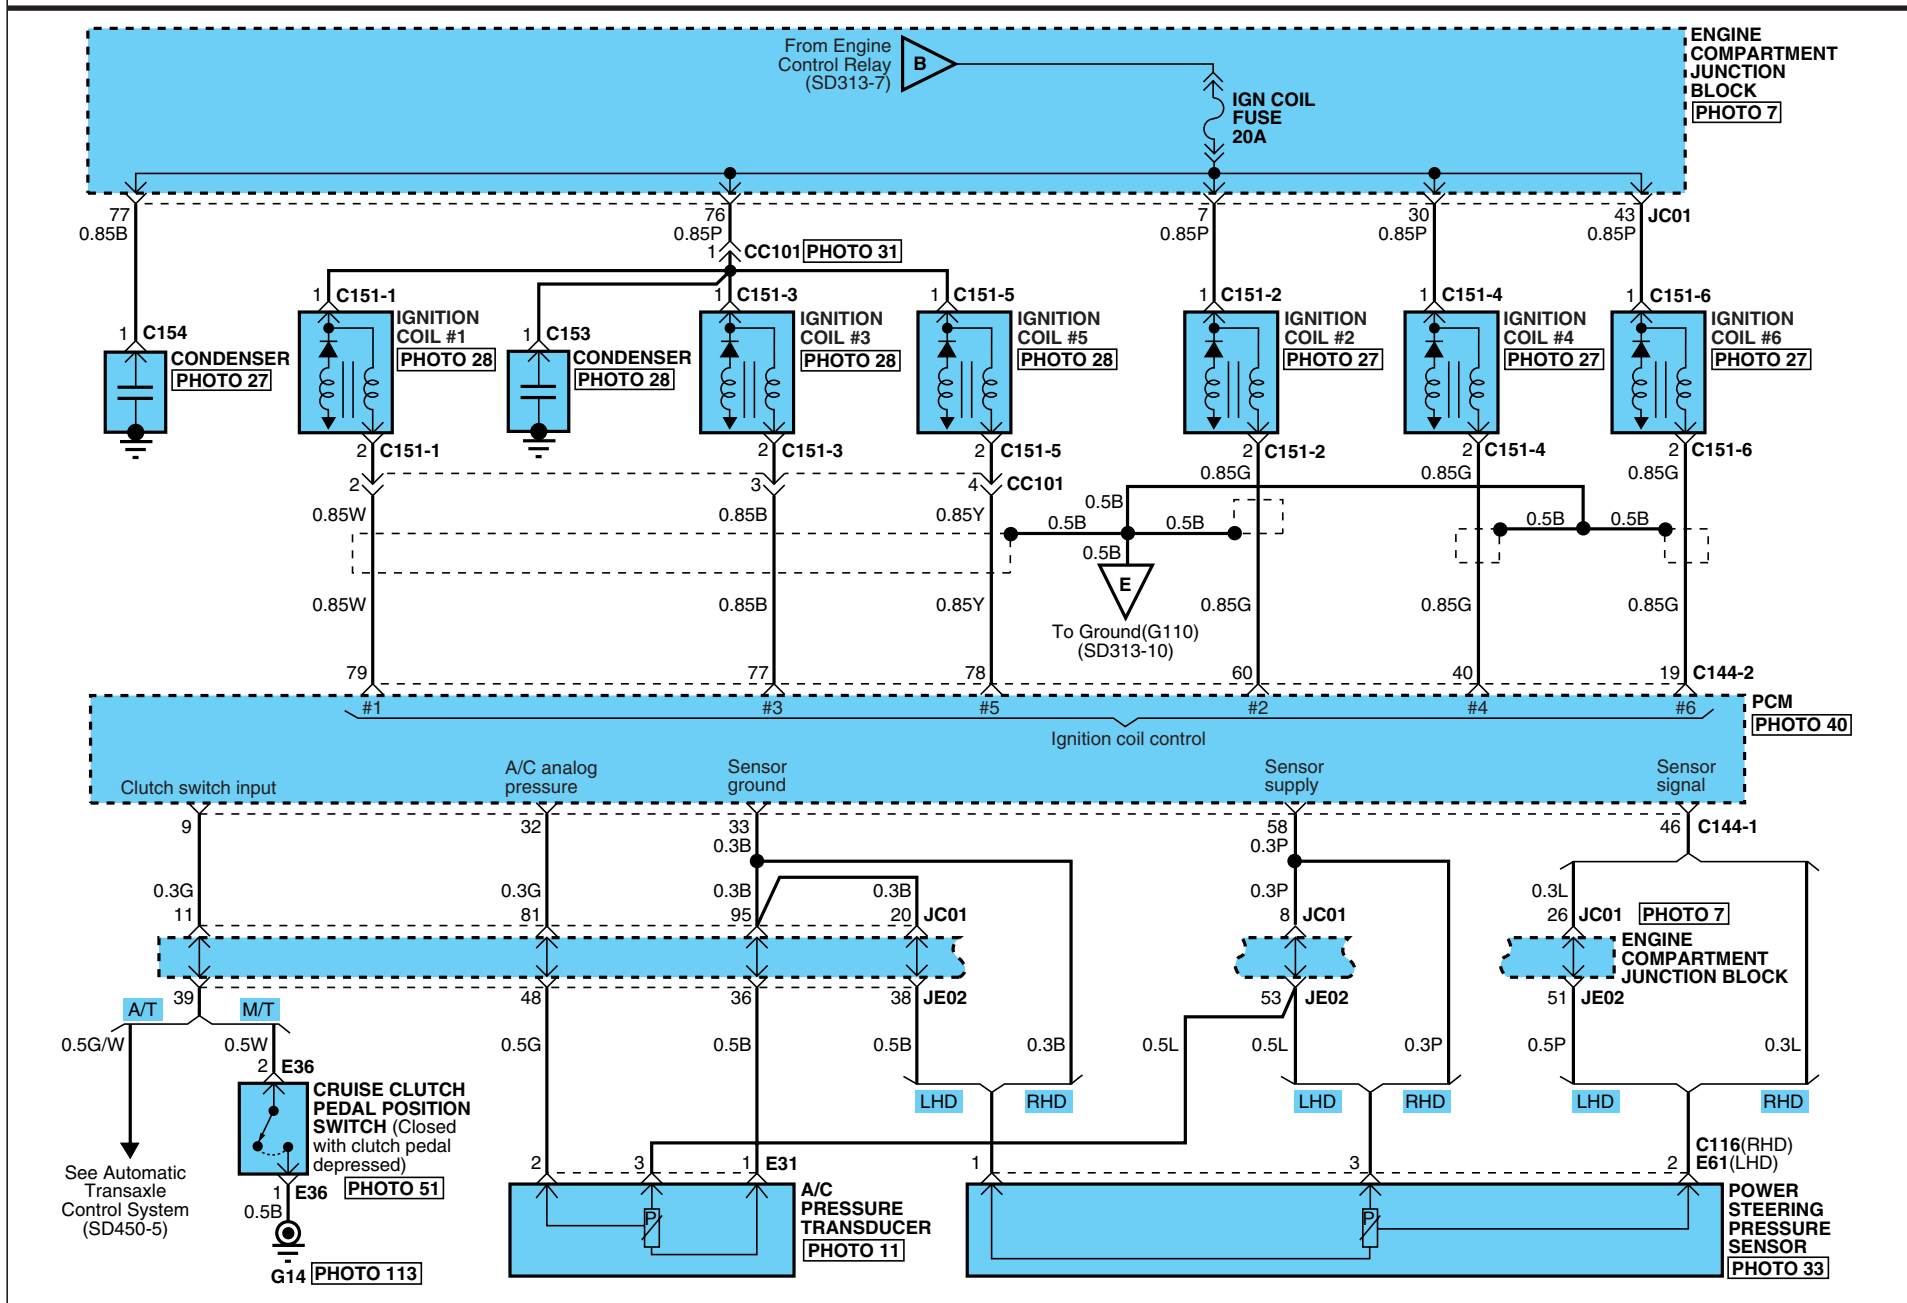 From Engine
Control Relay
(SD313-7)
B
IGN COIL
FUSE
20A
ENGINE
COMPARTMENT
JUNCTION
BLOCK
PHOTO 7
77
76
7
30
43
JC01
0.85B
0.85P
0.85P
0.85P
0.85P
1
CC101
PHOTO 31
1
C151-1
1
C151-3
1
C151-5
1
C151-2
1
C151-4
1
C151-6
1
C154
CONDENSER
PHOTO 27
IGNITION
COIL #1
PHOTO 28
1
C153
CONDENSER
PHOTO 28
IGNITION
COIL #3
PHOTO 28
IGNITION
COIL #5
PHOTO 28
IGNITION
COIL #2
PHOTO 27
IGNITION
COIL #4
PHOTO 27
IGNITION
COIL #6
PHOTO 27
2
C151-1
2
C151-3
2
C151-5
2
C151-2
2
C151-4
2
C151-6
2
3
4
CC101
0.85G
0.85G
0.85G
0.85W
0.85B
0.85Y
0.5B
0.5B
0.5B
0.5B
0.5B
0.5B
E
To Ground(G110)
(SD313-10)
0.85W
0.85B
0.85Y
0.85G
0.85G
0.85G
79
77
78
60
40
19
C144-2
#1
#3
#5
#2
#4
#6
Ignition coil control
PCM
PHOTO 40
Clutch switch input
A/C analog
pressure
Sensor
ground
Sensor
supply
Sensor
signal
9
32
33
58
46
C144-1
0.3B
0.3P
0.3G
0.3G
0.3B
0.3B
0.3P
0.3L
11
81
95
20
JC01
8
JC01
26
JC01
PHOTO 7
ENGINE
COMPARTMENT
JUNCTION BLOCK
39
48
36
38
JE02
53
JE02
51
JE02
A/T
M/T
0.5G/W
0.5W
0.5G
0.5B
0.5B
0.3B
0.5L
0.5L
0.3P
0.5P
0.3L
2
E36
CRUISE CLUTCH
PEDAL POSITION
SWITCH (Closed
with clutch pedal
depressed)
PHOTO 51
1
E36
0.5B
G14
PHOTO 113
See Automatic
Transaxle
Control System
(SD450-5)
LHD
RHD
LHD
RHD
LHD
RHD
2
3
1
E31
P
A/C
PRESSURE
TRANSDUCER
PHOTO 11
1
3
2
C116(RHD)
E61(LHD)
P
POWER
STEERING
PRESSURE
SENSOR
PHOTO 33